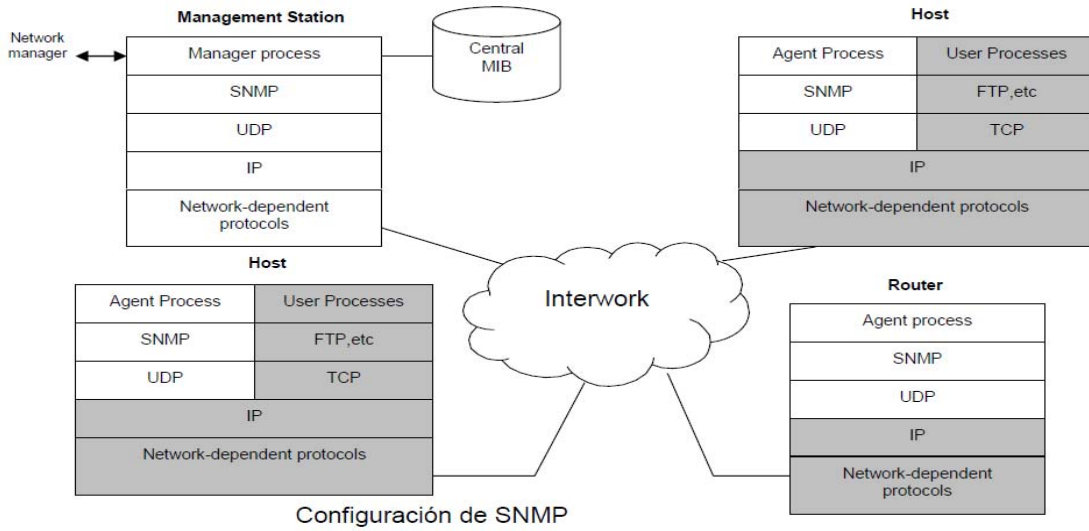 Management Station
Network
manager
Manager process
SNMP
UDP
IP
Network-dependent
protocols
Central
MIB
Host
Agent Process
User Processes
SNMP
FTP,etc
UDP
TCP
IP
Network-dependent protocols
Host
Agent Process
User Processes
SNMP
FTP,etc
UDP
TCP
IP
Network-dependent protocols
Interwork
Router
Agent process
SNMP
UDP
IP
Network-dependent
protocols
Configuración de SNMP